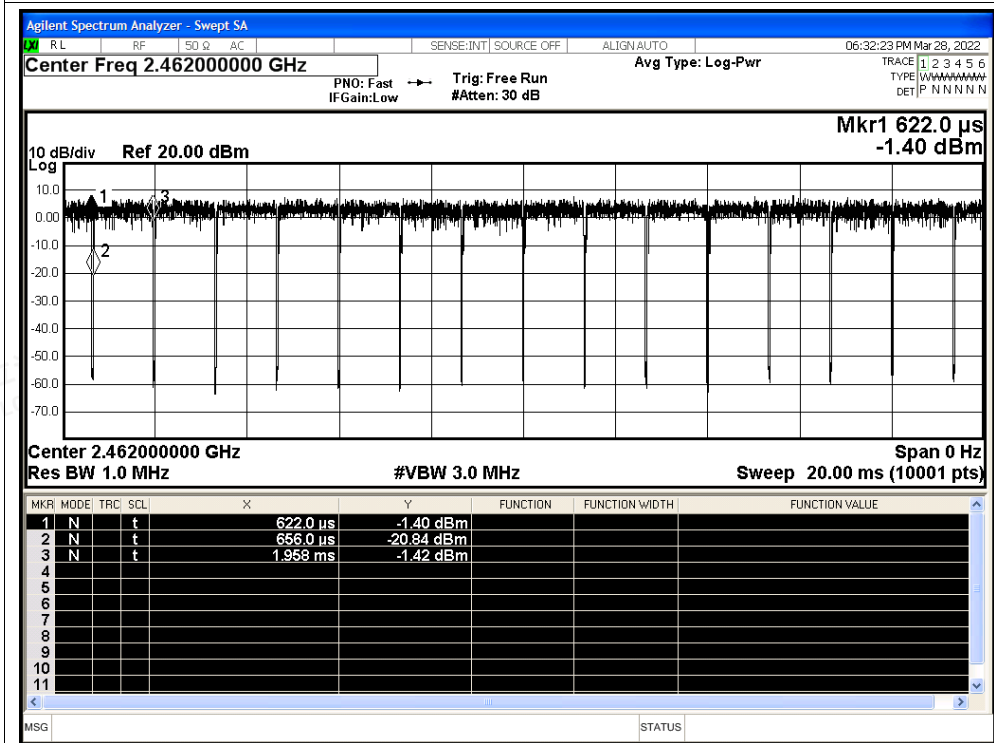 Agilent Spectrum Analyzer - Swept SA
LXI RL RF 50 Ω AC SENSE:INT SOURCE OFF ALIGN AUTO 06:32:23 PM Mar 28, 2022
Center Freq 2.462000000 GHz Avg Type: Log-Pwr TRACE 1 2 3 4 5 6
PNO: Fast Trig: Free Run TYPE WWWWWW
IFGain:Low #Atten: 30 dB DET P N N N N N
Mkr1 622.0 µs
10 dB/div Ref 20.00 dBm -1.40 dBm
Log
10.0
1 3
0.00
-10.0
2
-20.0
-30.0
-40.0
-50.0
-60.0
-70.0
Center 2.462000000 GHz Span 0 Hz
Res BW 1.0 MHz #VBW 3.0 MHz Sweep 20.00 ms (10001 pts)
MKR MODE TRC SCL X Y FUNCTION FUNCTION WIDTH FUNCTION VALUE
1 N t 622.0 µs -1.40 dBm
2 N t 656.0 µs -20.84 dBm
3 N t 1.958 ms -1.42 dBm
4
5
6
7
8
9
10
11
MSG STATUS